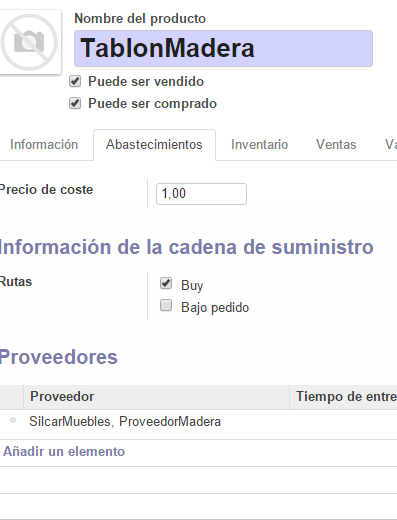 Nombre del producto
TablonMadera
Puede ser vendido
Puede ser comprado
Información Abastecimientos Inventario Ventas
Precio de coste 1,00
Información de la cadena de suministro
Rutas Buy
Bajo pedido
Proveedores
Proveedor Tiempo de entre
SilcarMuebles, ProveedorMadera
Añadir un elemento